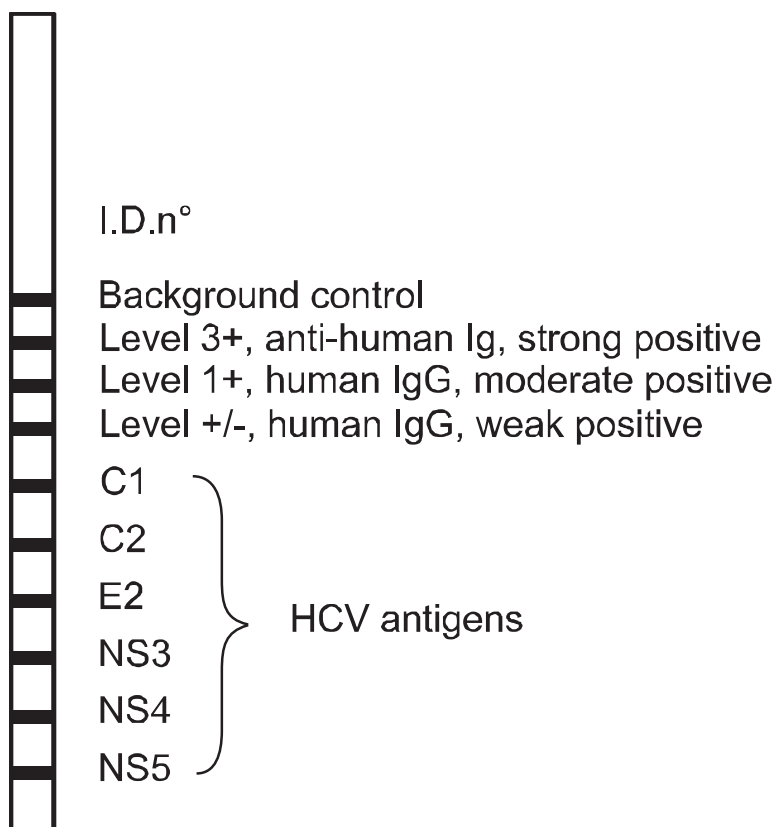 I.D.n°
Background control
Level 3+, anti-human Ig, strong positive
Level 1+, human IgG, moderate positive
Level +/-, human IgG, weak positive
C1
C2
E2
HCV antigens
NS3
NS4
NS5